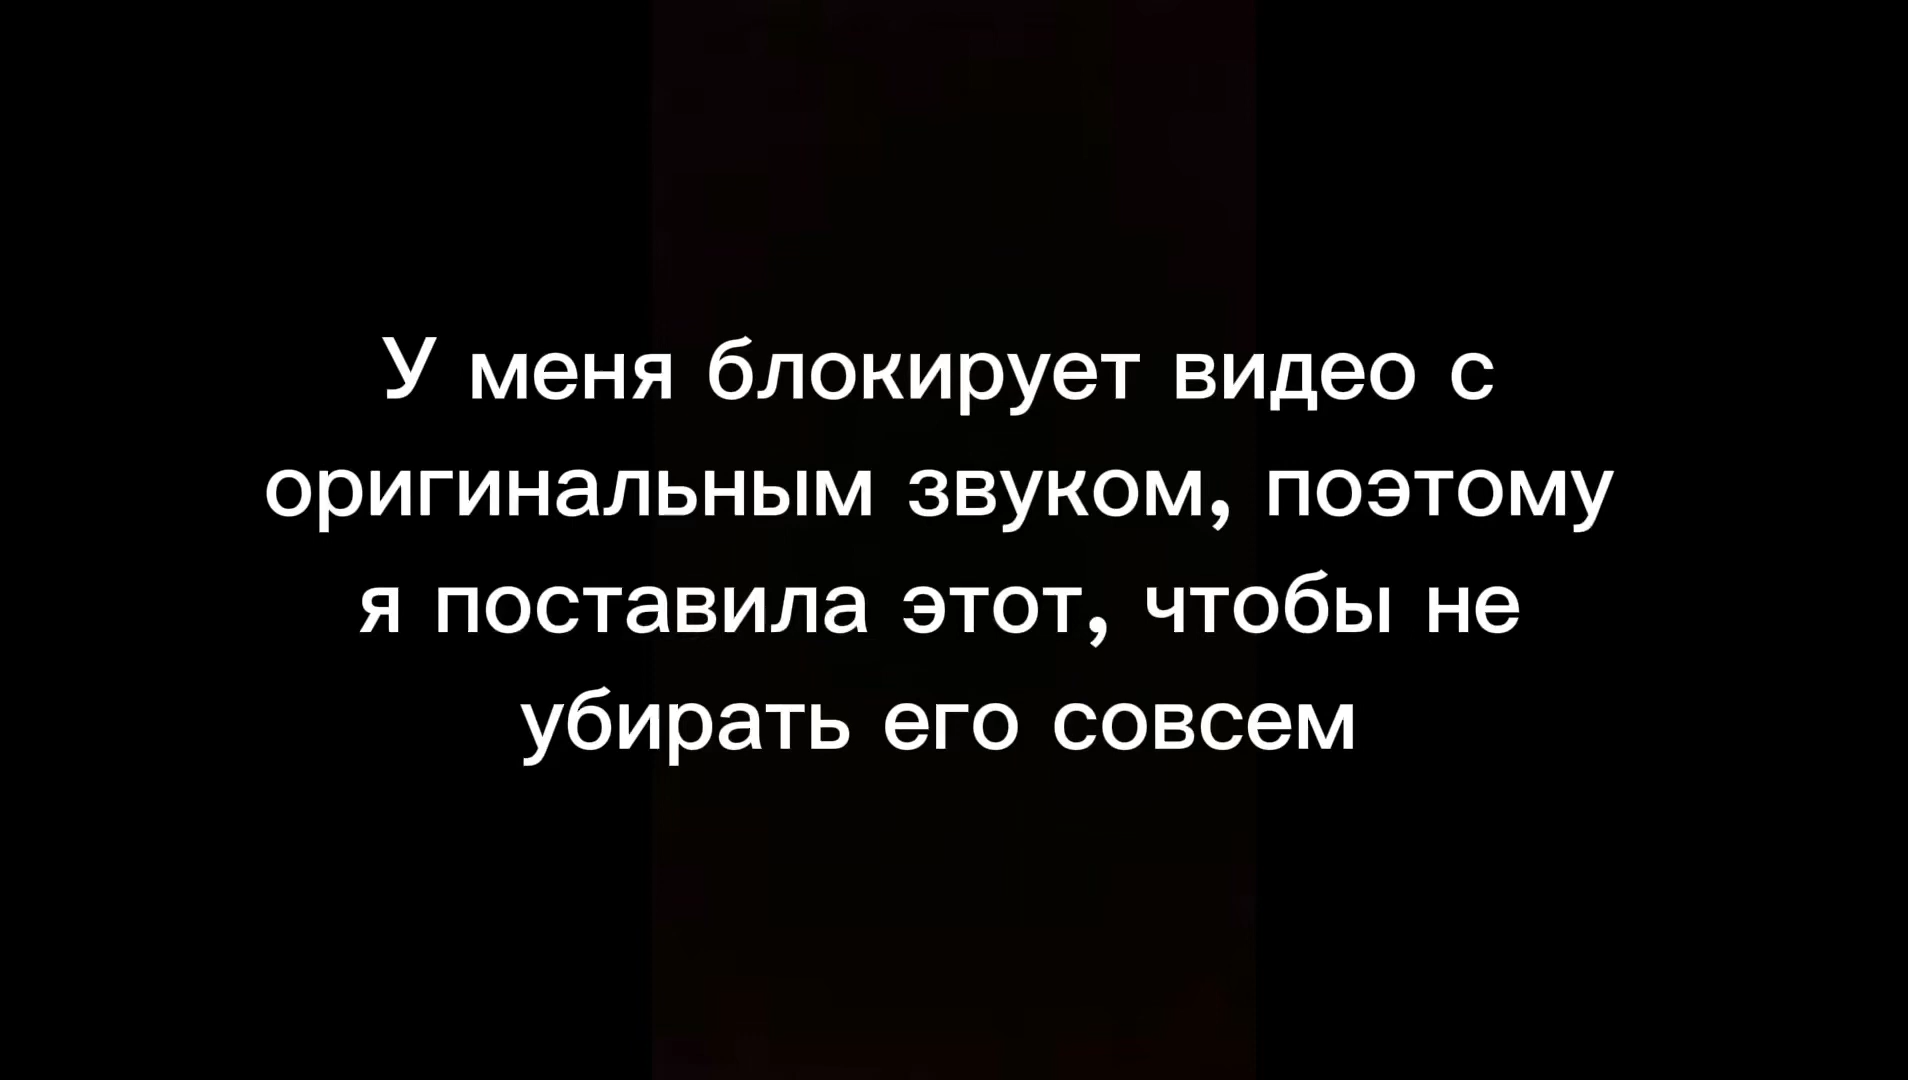 У меня блокирует видео с
оригинальным звуком, поэтому
я поставила этот, чтобы не
убирать его совсем